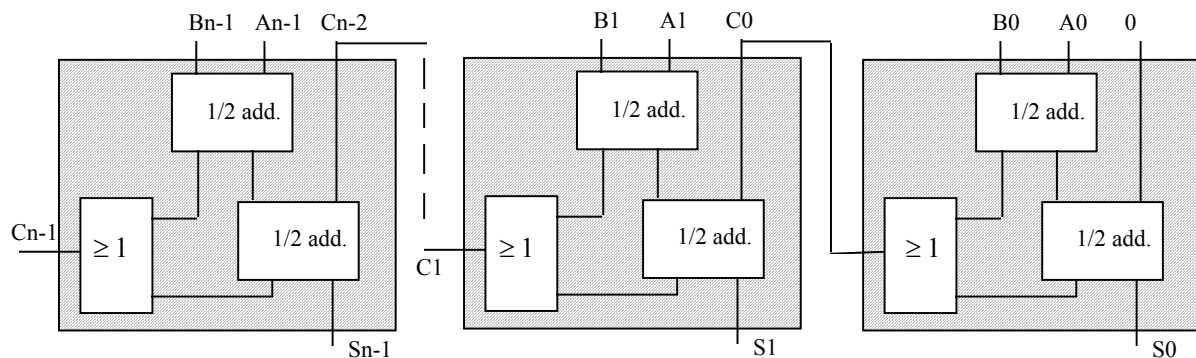 Bn-1 An-1 Cn-2 B1 A1 C0 B0 A0 0
1/2 add. 1/2 add. 1/2 add.
≥ 1 1/2 add. ≥ 1 1/2 add. ≥ 1 1/2 add.
Cn-1 C1
Sn-1 S1 S0